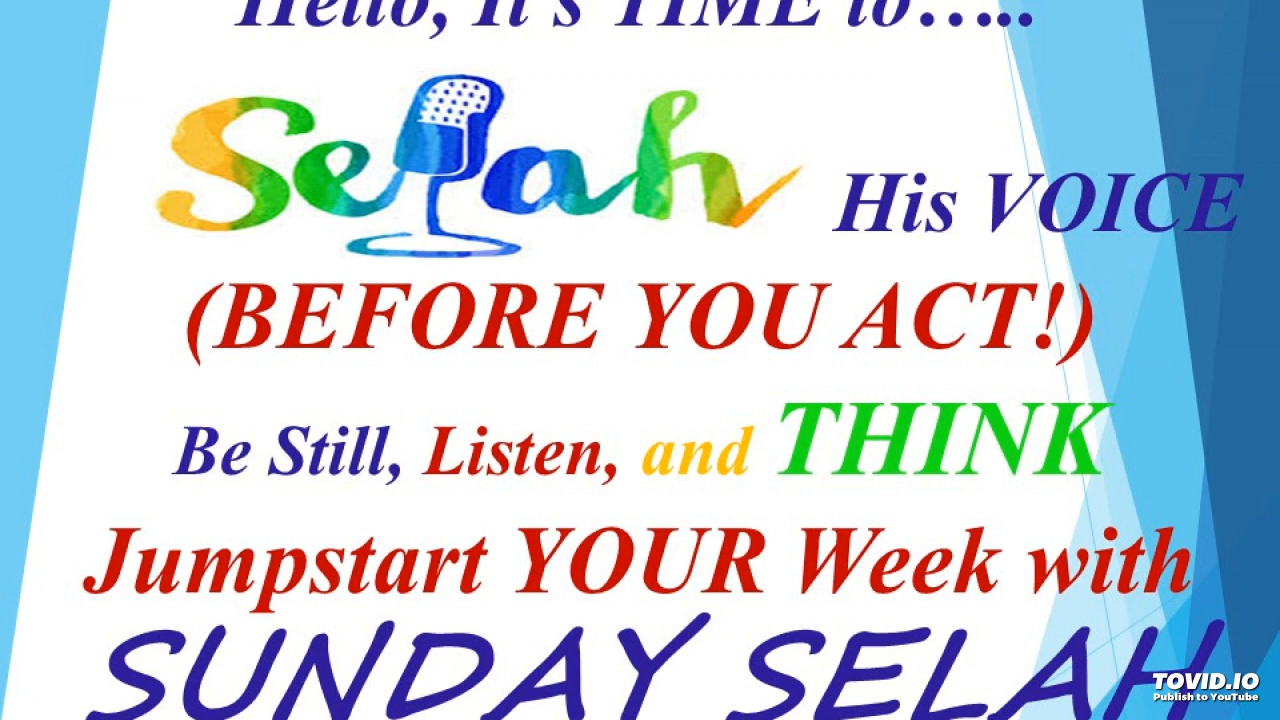 Hello, It's TIME to…..
Selah His VOICE
(BEFORE YOU ACT!)
Be Still, Listen, and THINK
Jumpstart YOUR Week with
SUNDAY SELAH
TOVID.IO
Publish to YouTube